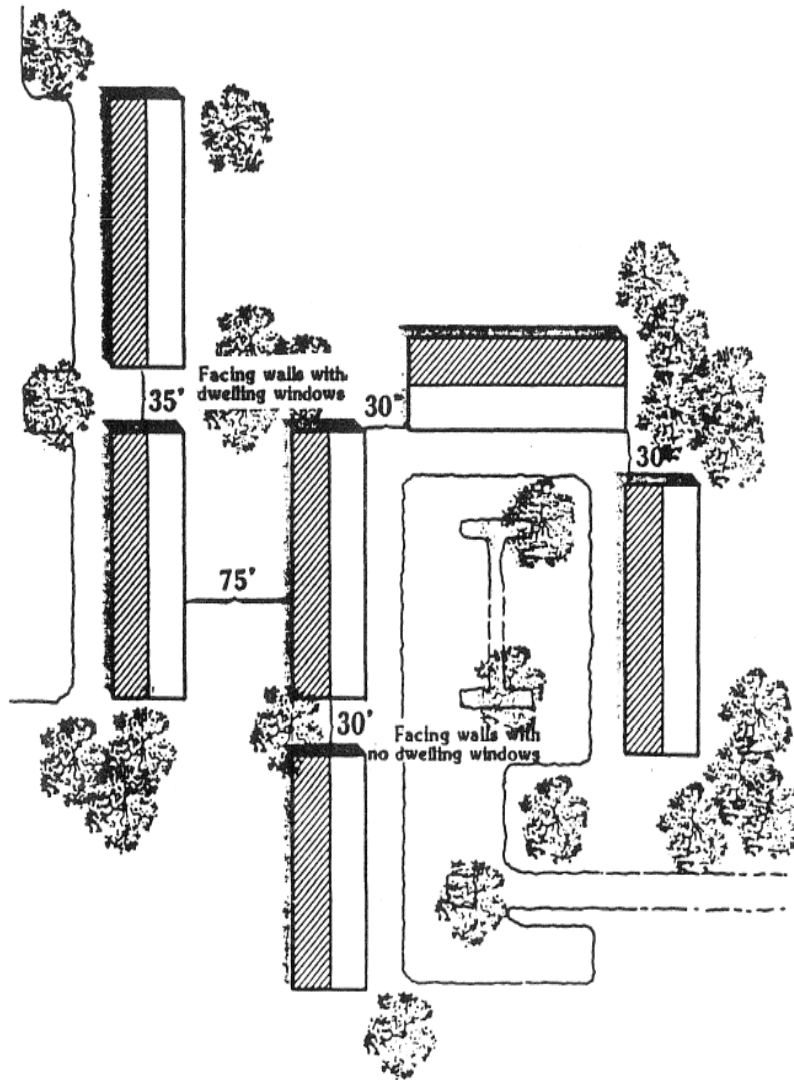 Facing walls with
dwelling windows
35'
30"
30"
75'
30'
Facing walls with
no dwelling windows